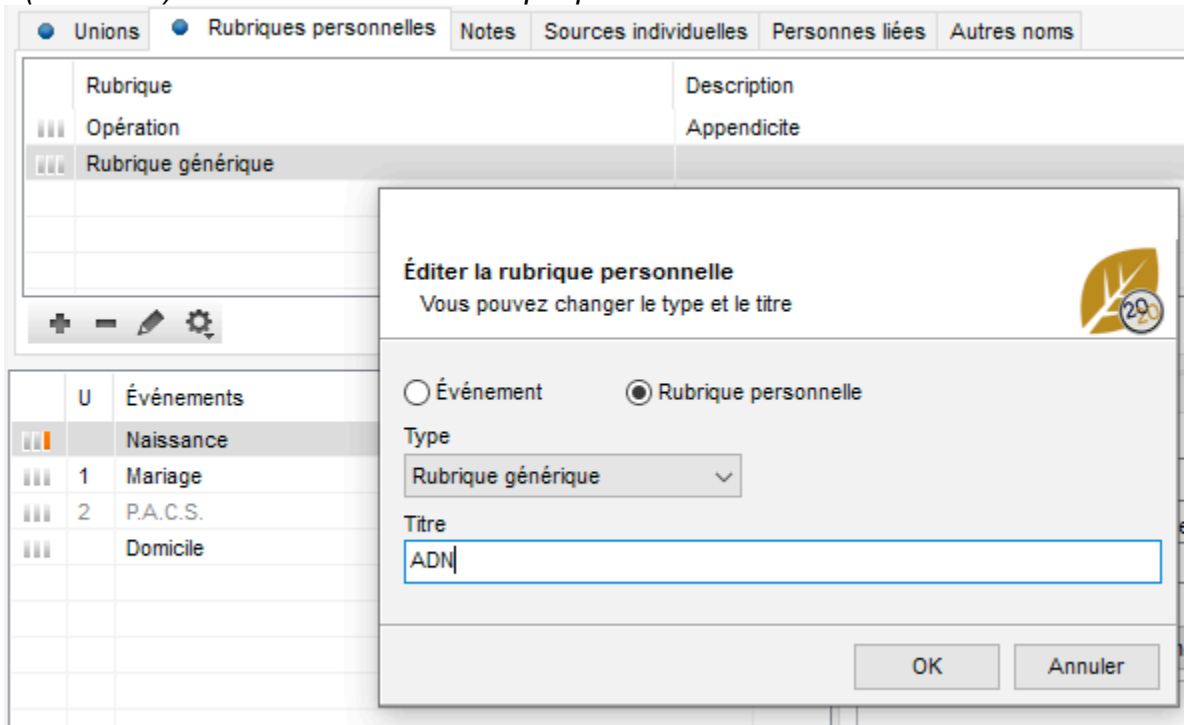 Unions Rubriques personnelles Notes Sources individuelles Personnes liées Autres noms
Rubrique Description
Opération Appendicite
Rubrique générique
Éditer la rubrique personnelle
Vous pouvez changer le type et le titre
2020
U Événements
Naissance
1 Mariage
2 P.A.C.S.
Domicile
Événement Rubrique personnelle
Type
Rubrique générique
Titre
ADN
OK Annuler